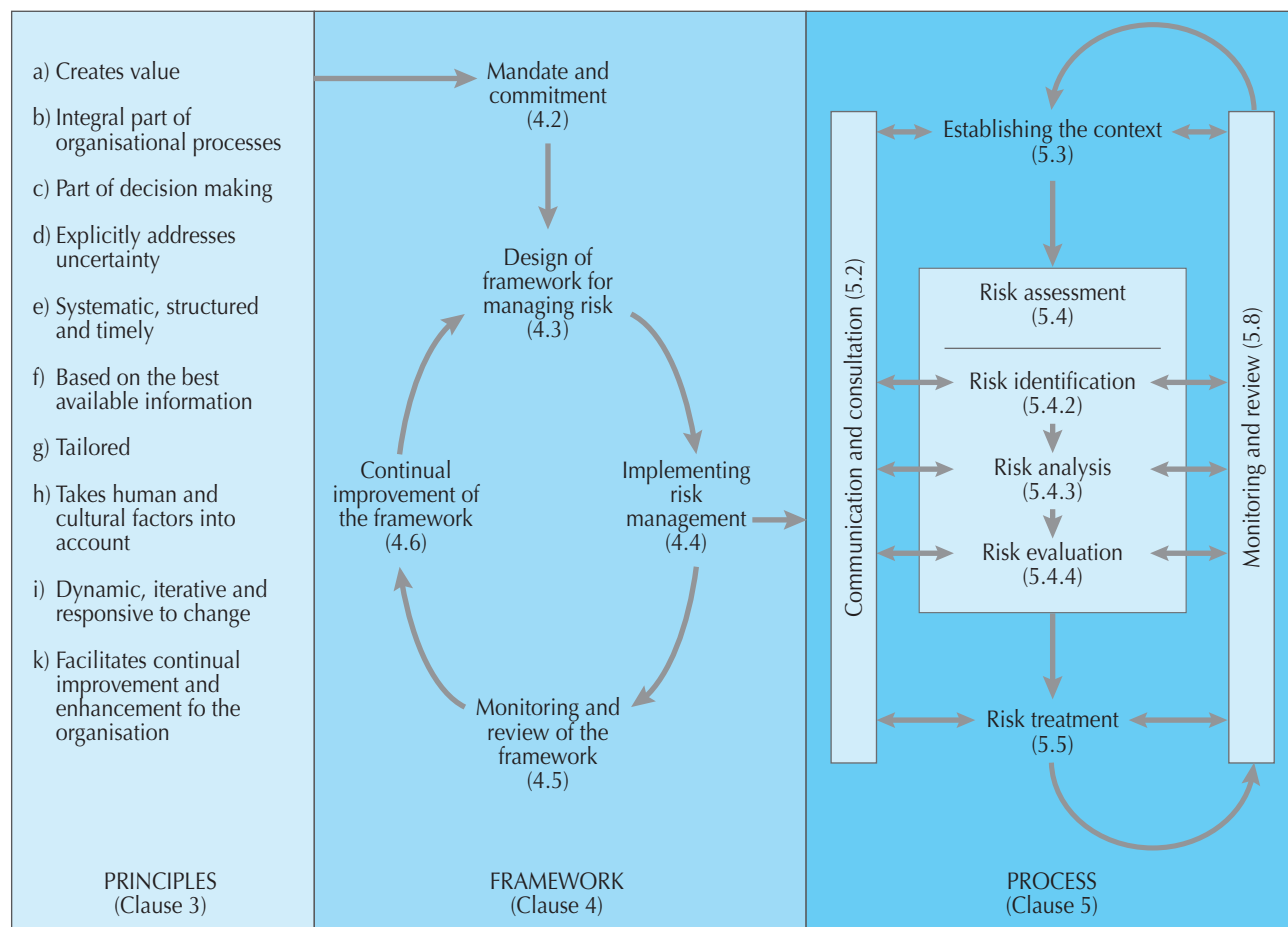 a) Creates value
b) Integral part of
organisational processes
c) Part of decision making
d) Explicitly addresses
uncertainty
e) Systematic, structured
and timely
f) Based on the best
available information
g) Tailored
h) Takes human and
cultural factors into
account
i) Dynamic, iterative and
responsive to change
k) Facilitates continual
improvement and
enhancement fo the
organisation
PRINCIPLES
(Clause 3)
Mandate and
commitment
(4.2)
Design of
framework for
managing risk
(4.3)
Implementing
risk
management
(4.4)
Monitoring and
review of the
framework
(4.5)
Continual
improvement of
the framework
(4.6)
FRAMEWORK
(Clause 4)
Communication and consultation (5.2)
Establishing the context
(5.3)
Risk assessment
(5.4)
Risk identification
(5.4.2)
Risk analysis
(5.4.3)
Risk evaluation
(5.4.4)
Risk treatment
(5.5)
Monitoring and review (5.8)
PROCESS
(Clause 5)